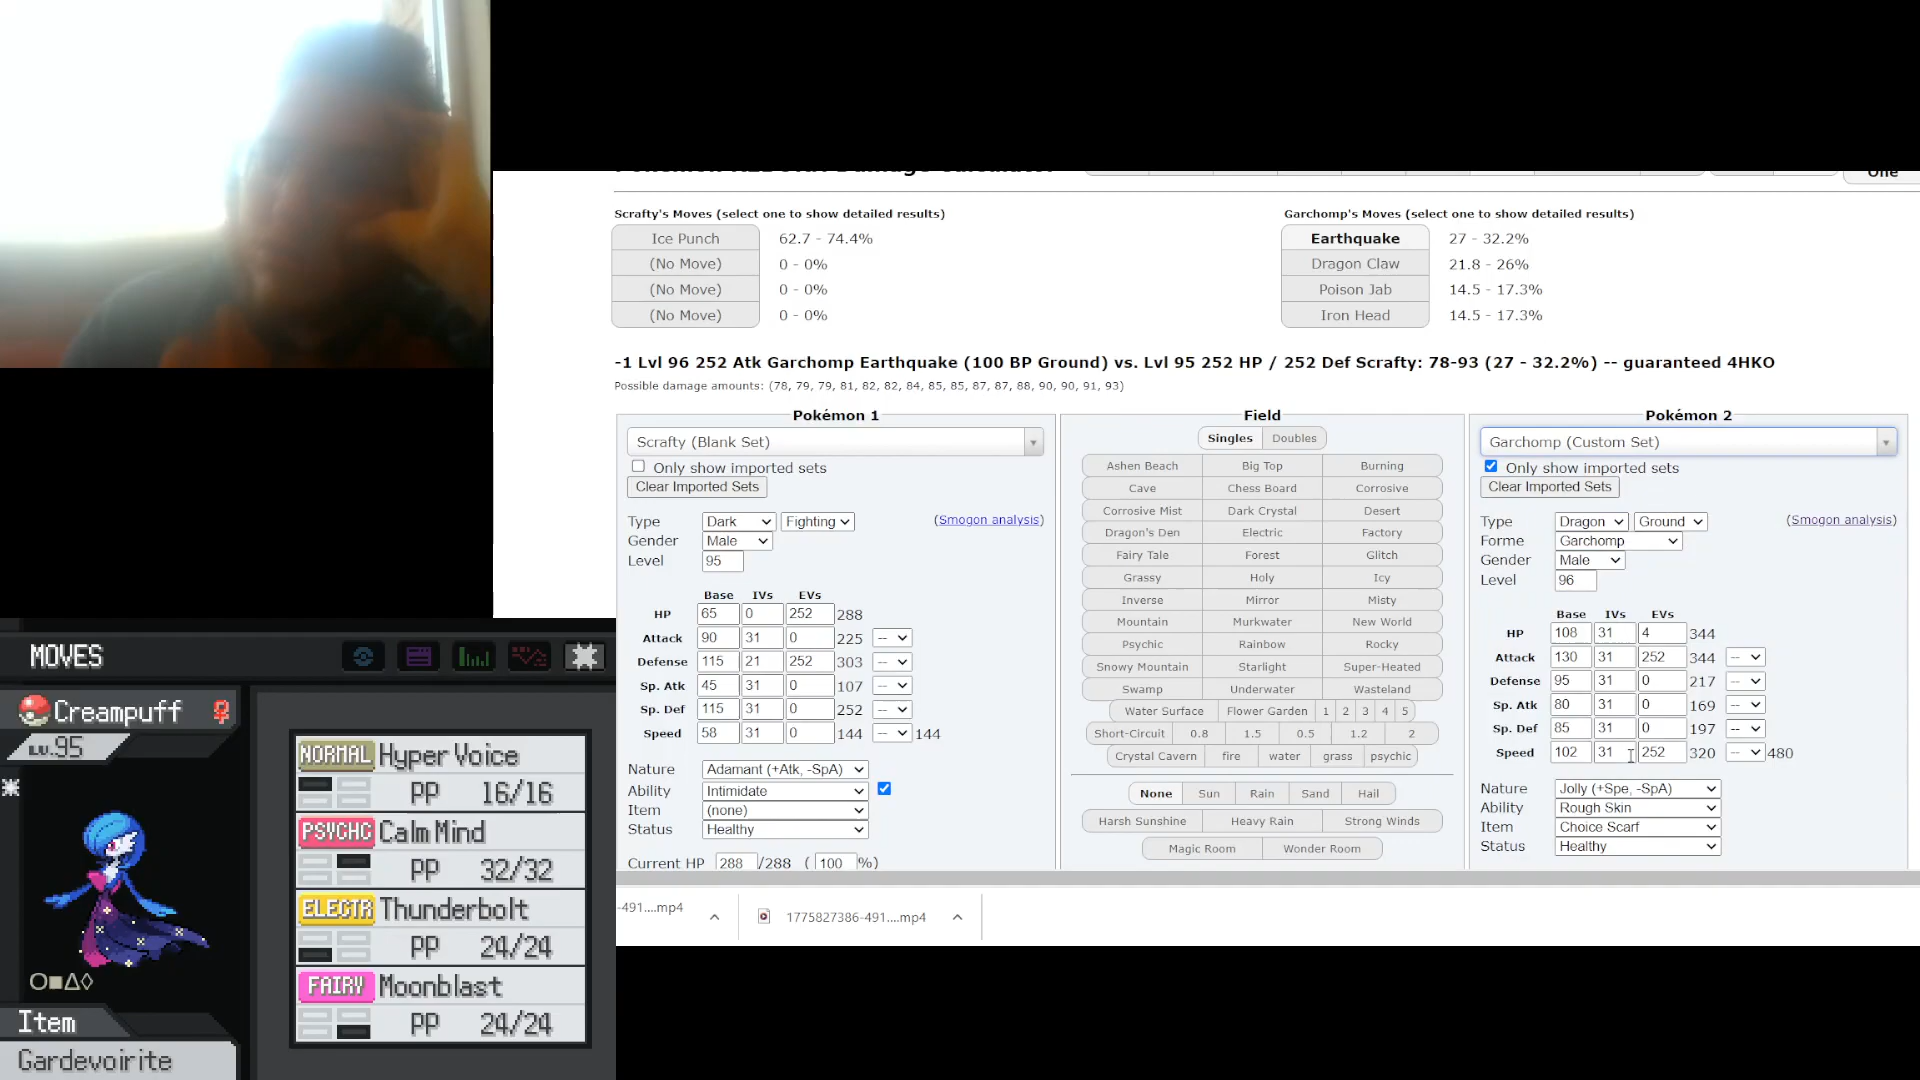 One
Scrafty's Moves (select one to show detailed results)
Ice Punch 62.7 - 74.4%
(No Move) 0 - 0%
(No Move) 0 - 0%
(No Move) 0 - 0%
Garchomp's Moves (select one to show detailed results)
Earthquake 27 - 32.2%
Dragon Claw 21.8 - 26%
Poison Jab 14.5 - 17.3%
Iron Head 14.5 - 17.3%
-1 Lvl 96 252 Atk Garchomp Earthquake (100 BP Ground) vs. Lvl 95 252 HP / 252 Def Scrafty: 78-93 (27 - 32.2%) -- guaranteed 4HKO
Possible damage amounts: (78, 79, 79, 81, 82, 82, 84, 85, 85, 87, 87, 88, 90, 90, 91, 93)
Pokémon 1
Scrafty (Blank Set)
Only show imported sets
Clear Imported Sets
Type Dark Fighting (Smogon analysis)
Gender Male
Level 95
Base IVs EVs
HP 65 0 252 288
Attack 90 31 0 225 --
Defense 115 21 252 303 --
Sp. Atk 45 31 0 107 --
Sp. Def 115 31 0 252 --
Speed 58 31 0 144 -- 144
Nature Adamant (+Atk, -SpA)
Ability Intimidate
Item (none)
Status Healthy
Current HP 288 /288 ( 100 %)
Field
Singles Doubles
Ashen Beach Big Top Burning
Cave Chess Board Corrosive
Corrosive Mist Dark Crystal Desert
Dragon's Den Electric Factory
Fairy Tale Forest Glitch
Grassy Holy Icy
Inverse Mirror Misty
Mountain Murkwater New World
Psychic Rainbow Rocky
Snowy Mountain Starlight Super-Heated
Swamp Underwater Wasteland
Water Surface Flower Garden 1 2 3 4 5
Short-Circuit 0.8 1.5 0.5 1.2 2
Crystal Cavern fire water grass psychic
None Sun Rain Sand Hail
Harsh Sunshine Heavy Rain Strong Winds
Magic Room Wonder Room
Pokémon 2
Garchomp (Custom Set)
Only show imported sets
Clear Imported Sets
Type Dragon Ground (Smogon analysis)
Forme Garchomp
Gender Male
Level 96
Base IVs EVs
HP 108 31 4 344
Attack 130 31 252 344 --
Defense 95 31 0 217 --
Sp. Atk 80 31 0 169 --
Sp. Def 85 31 0 197 --
Speed 102 31 252 320 -- 480
Nature Jolly (+Spe, -SpA)
Ability Rough Skin
Item Choice Scarf
Status Healthy
-491....mp4
1775827386-491....mp4
MOVES
Creampuff
Lv.95
Item
Gardevoirite
NORMAL Hyper Voice
PP 16/16
PSYCHC Calm Mind
PP 32/32
ELECTR Thunderbolt
PP 24/24
FAIRY Moonblast
PP 24/24